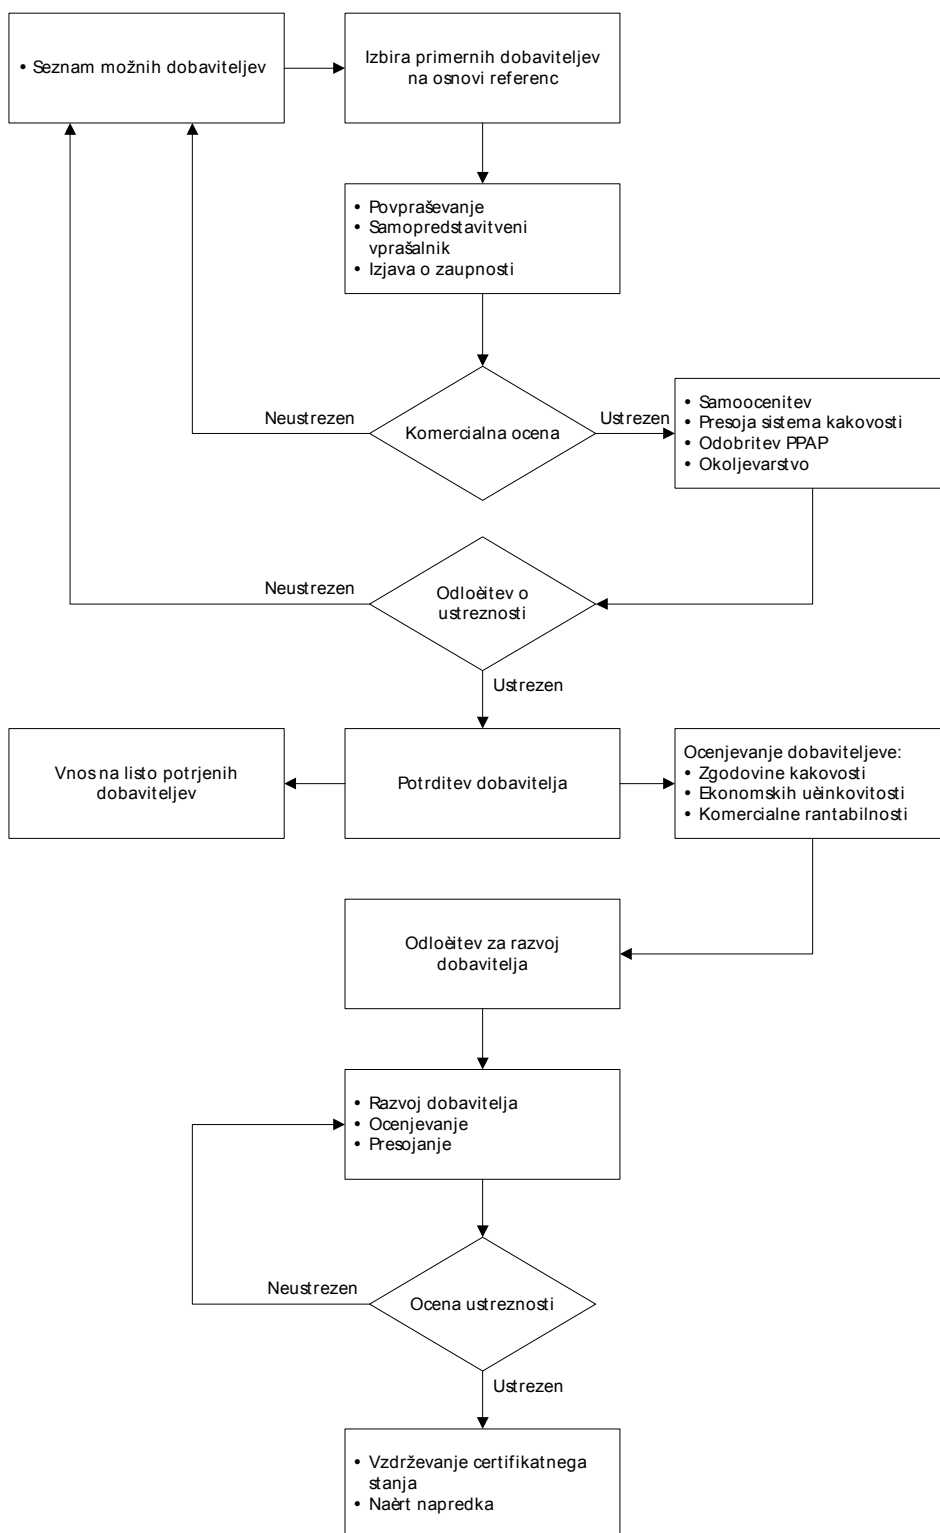 • Seznam možnih dobaviteljev
Izbira primernih dobaviteljev
na osnovi referenc
• Povpraševanje
• Samopredstavitveni
vprašalnik
• Izjava o zaupnosti
Neustrezen
Komercialna ocena
Ustrezen
• Samoocenitev
• Presoja sistema kakovosti
• Odobritev PPAP
• Okoljevarstvo
Neustrezen
Odloèitev o
ustreznosti
Ustrezen
Vnos na listo potrjenih
dobaviteljev
Potrditev dobavitelja
Ocenjevanje dobaviteljeve:
• Zgodovine kakovosti
• Ekonomskih uèinkovitosti
• Komercialne rantabilnosti
Odloèitev za razvoj
dobavitelja
• Razvoj dobavitelja
• Ocenjevanje
• Presojanje
Neustrezen
Ocena ustreznosti
Ustrezen
• Vzdrževanje certifikatnega
stanja
• Naèrt napredka